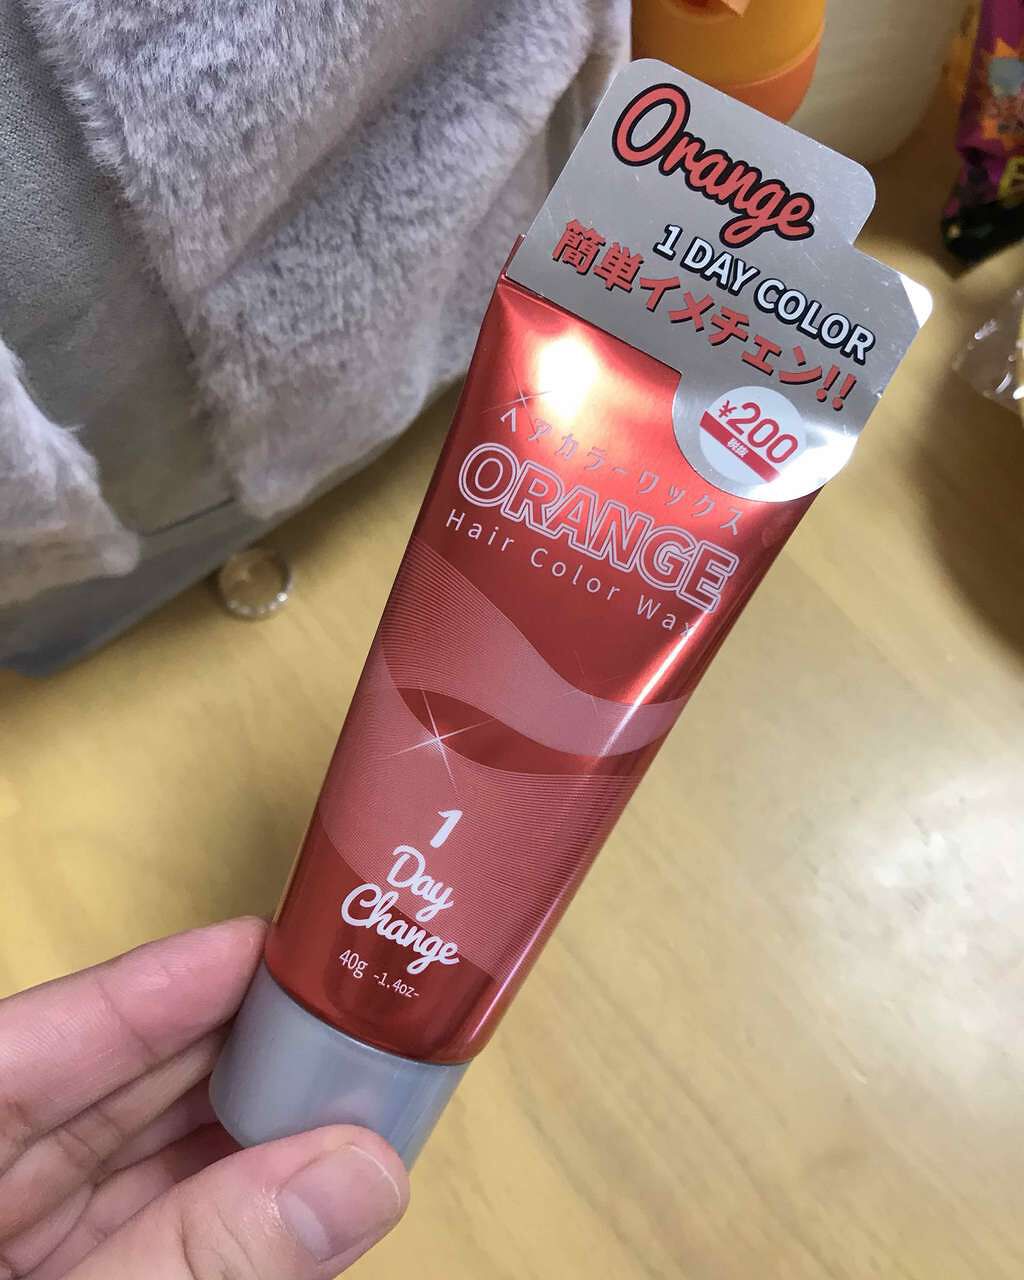 Orange
1 DAY COLOR
簡単イメチェン!!
¥200
税抜
ヘアカラーワックス
ORANGE
Hair Color Wax
1
Day
Change
40g -1.4oz-